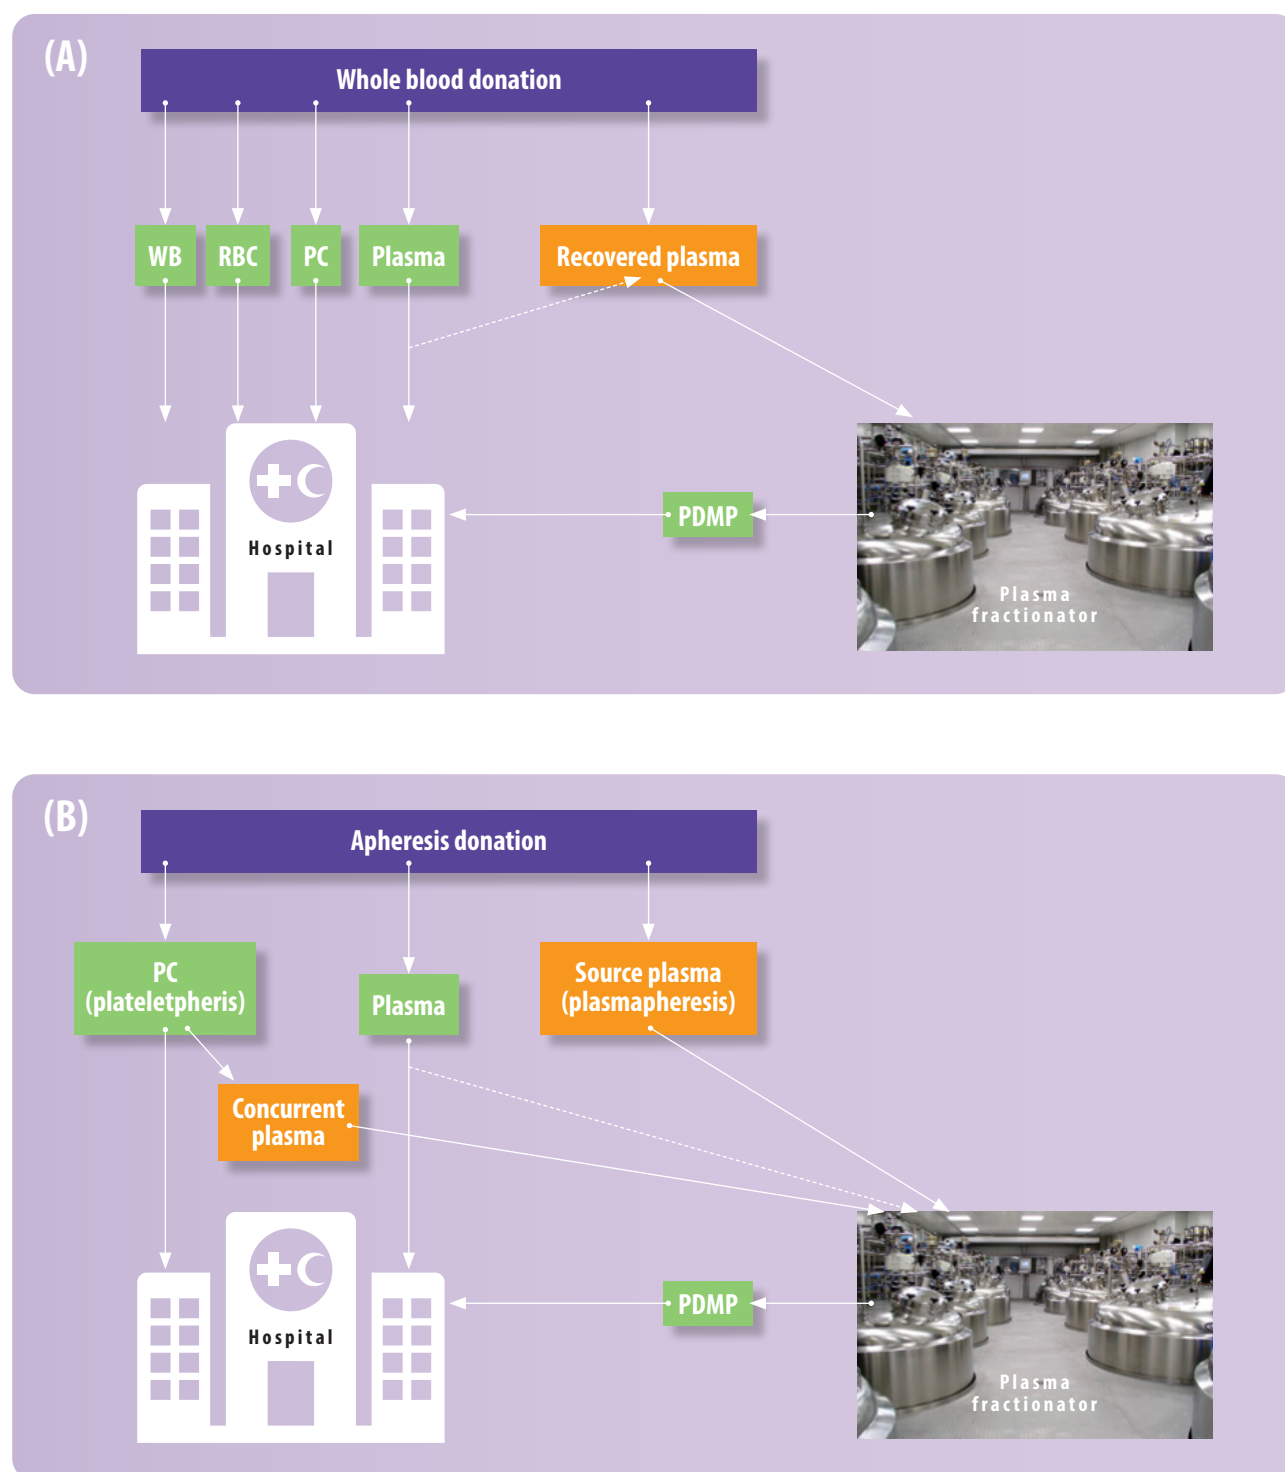 (A)
Whole blood donation
WB
RBC
PC
Plasma
Recovered plasma
Hospital
PDMP
Plasma
fractionator
(B)
Apheresis donation
PC
(plateletpheris)
Plasma
Source plasma
(plasmapheresis)
Concurrent
plasma
Hospital
PDMP
Plasma
fractionator